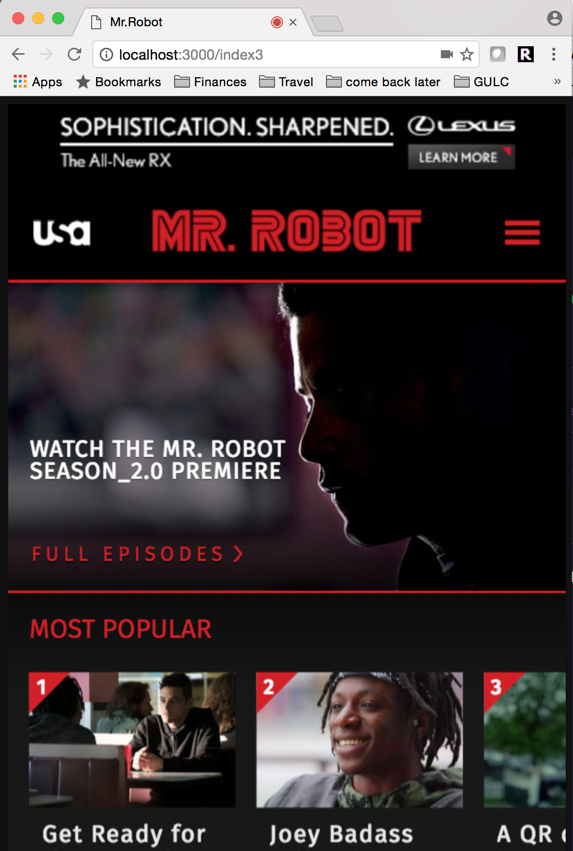 Mr.Robot
localhost:3000/index3
Apps
Bookmarks
Finances
Travel
come back later
GULC
»
SOPHISTICATION. SHARPENED.
The All-New RX
LEXUS
LEARN MORE
usa
MR. ROBOT
WATCH THE MR. ROBOT
SEASON_2.0 PREMIERE
FULL EPISODES >
MOST POPULAR
1
2
3
Get Ready for
Joey Badass
A QR